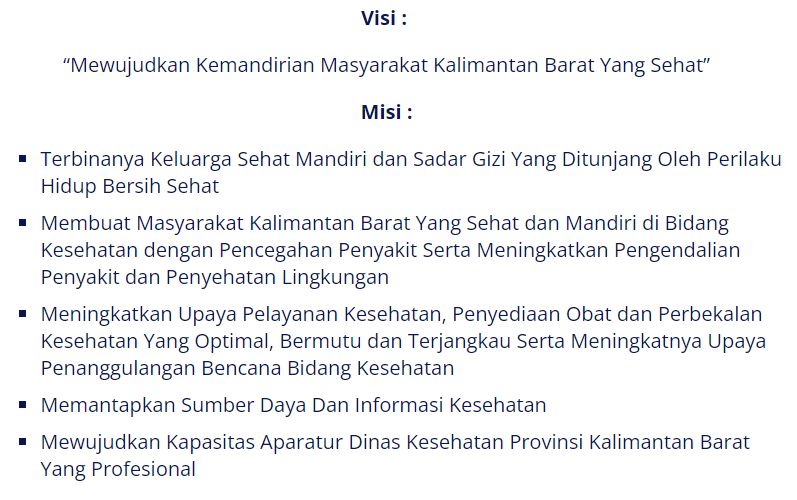 Visi :
“Mewujudkan Kemandirian Masyarakat Kalimantan Barat Yang Sehat”
Misi :
Terbinanya Keluarga Sehat Mandiri dan Sadar Gizi Yang Ditunjang Oleh Perilaku
Hidup Bersih Sehat
Membuat Masyarakat Kalimantan Barat Yang Sehat dan Mandiri di Bidang
Kesehatan dengan Pencegahan Penyakit Serta Meningkatkan Pengendalian
Penyakit dan Penyehatan Lingkungan
Meningkatkan Upaya Pelayanan Kesehatan, Penyediaan Obat dan Perbekalan
Kesehatan Yang Optimal, Bermutu dan Terjangkau Serta Meningkatnya Upaya
Penanggulangan Bencana Bidang Kesehatan
Memantapkan Sumber Daya Dan Informasi Kesehatan
Mewujudkan Kapasitas Aparatur Dinas Kesehatan Provinsi Kalimantan Barat
Yang Profesional